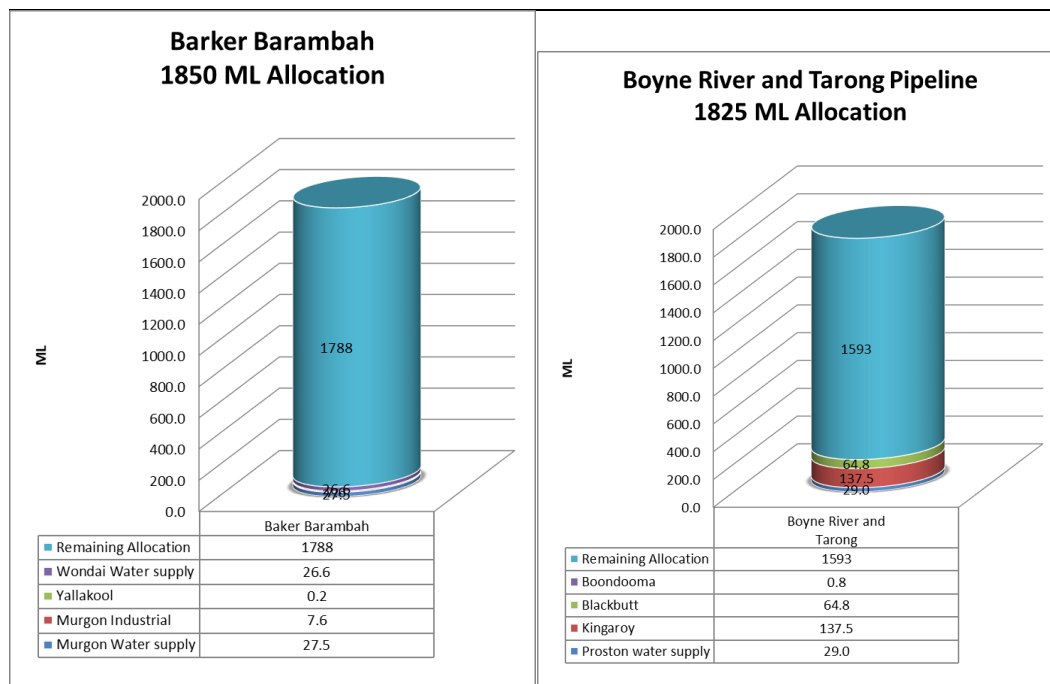 Barker Barambah
1850 ML Allocation
2000.0
1800.0
1600.0
1400.0
1200.0
1000.0
800.0
600.0
400.0
200.0
0.0
ML
1788
26.6
27.5
Baker Barambah
Remaining Allocation 1788
Wondai Water supply 26.6
Yallakool 0.2
Murgon Industrial 7.6
Murgon Water supply 27.5
Boyne River and Tarong Pipeline
1825 ML Allocation
2000.0
1800.0
1600.0
1400.0
1200.0
1000.0
800.0
600.0
400.0
200.0
0.0
ML
1593
64.8
137.5
29.0
Boyne River and
Tarong
Remaining Allocation 1593
Boondooma 0.8
Blackbutt 64.8
Kingaroy 137.5
Proston water supply 29.0